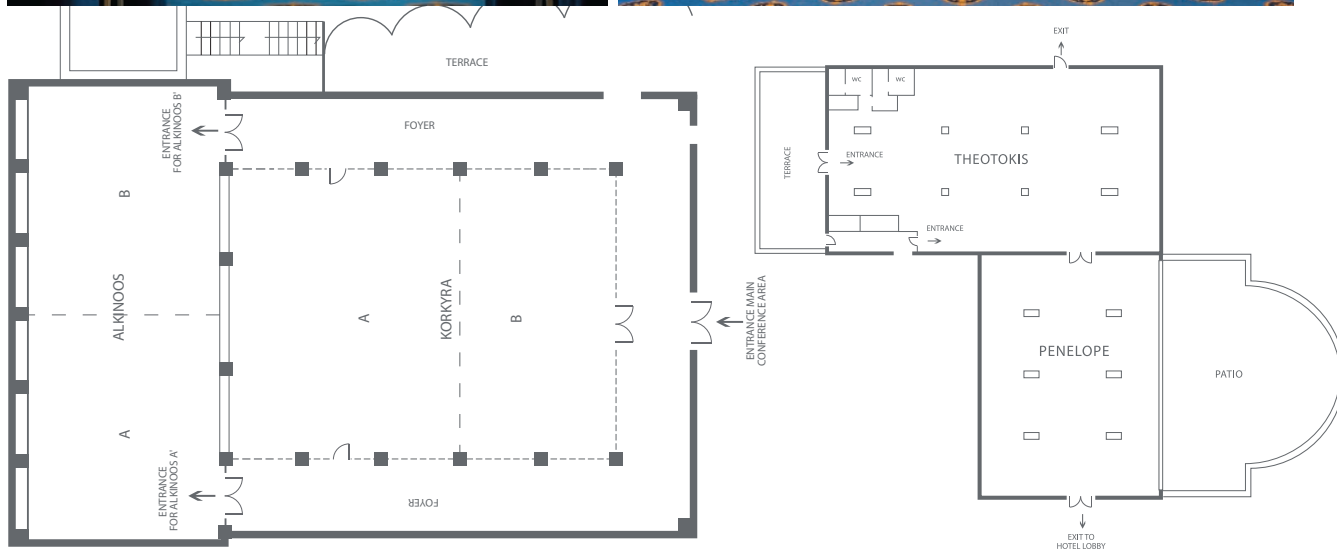 TERRACE
FOYER
ENTRANCE
FOR ALKINOOS B'
B
ALKINOOS
A
ENTRANCE
FOR ALKINOOS A'
A
KORKYRA
B
ENTRANCE MAIN
CONFERENCE AREA
FOYER
EXIT
WC
WC
TERRACE
ENTRANCE
THEOTOKIS
ENTRANCE
PENELOPE
PATIO
EXIT TO
HOTEL LOBBY